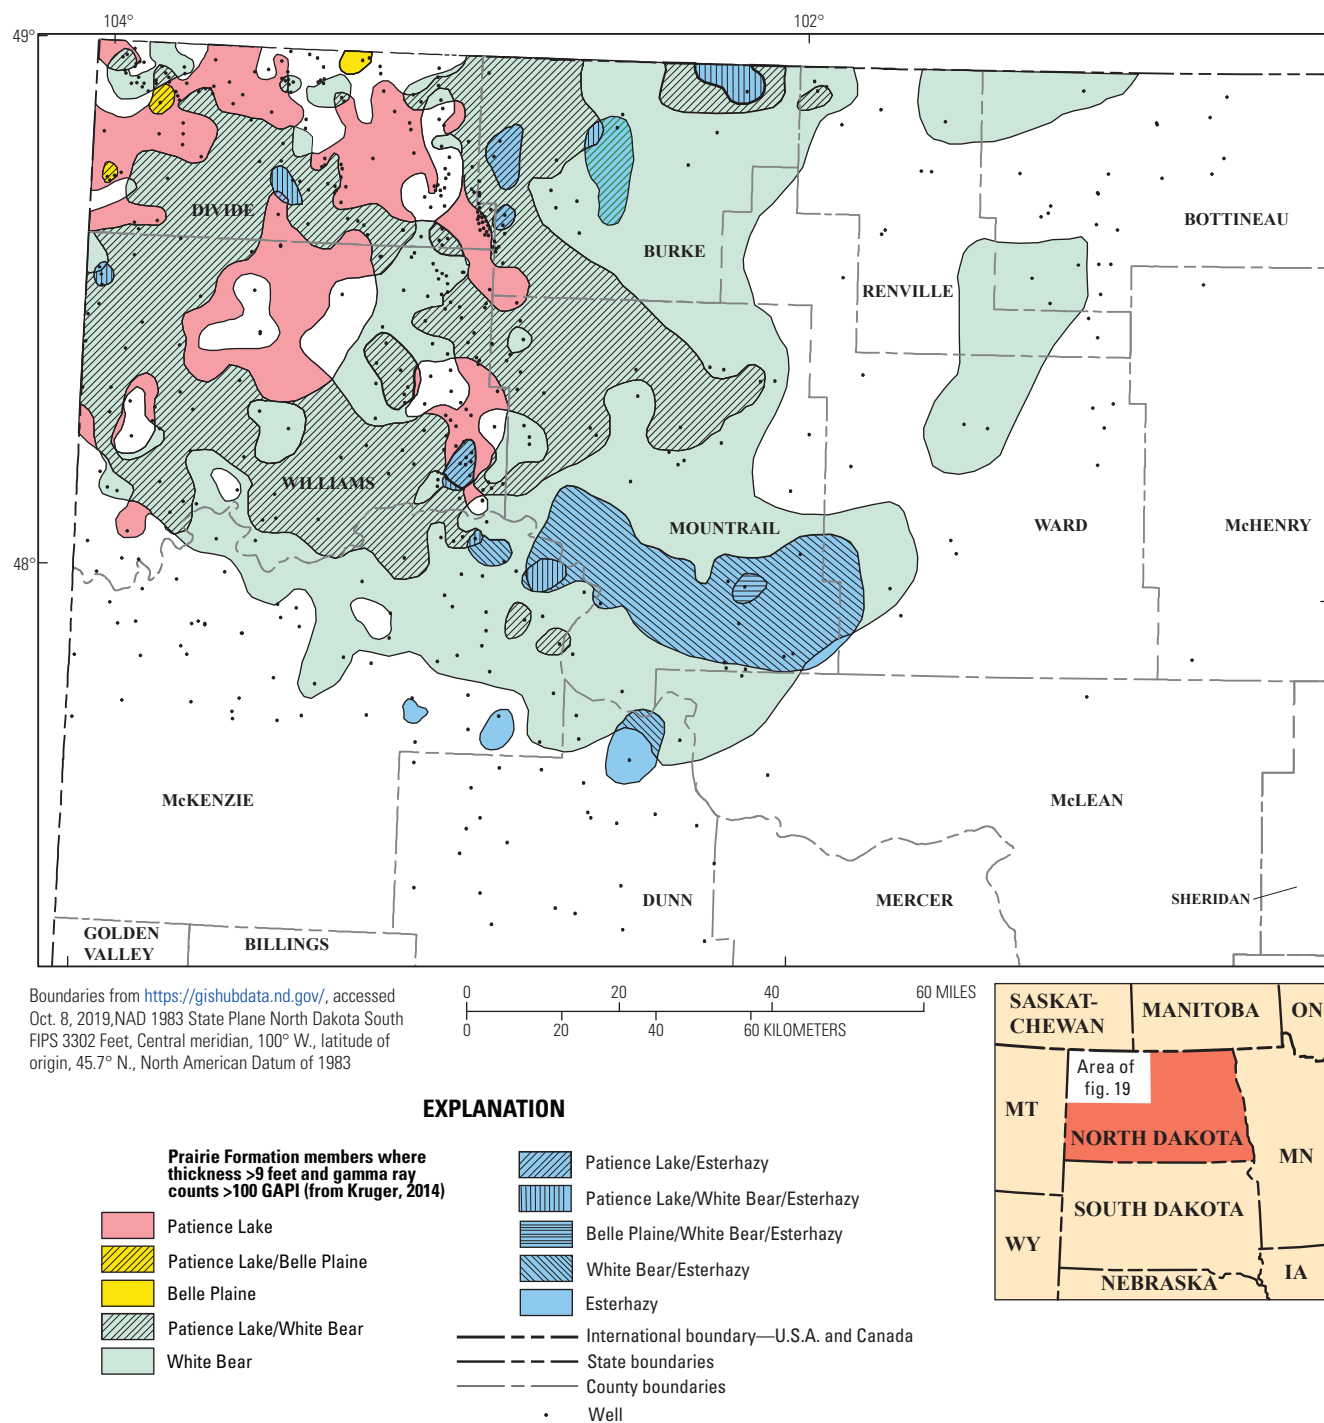 104°
102°
49°
48°
DIVIDE
BURKE
BOTTINEAU
RENVILLE
WILLIAMS
MOUNTRAIL
WARD
McHENRY
McKENZIE
McLEAN
DUNN
MERCER
SHERIDAN
GOLDEN
VALLEY
BILLINGS
Boundaries from https://gishubdata.nd.gov/, accessed
Oct. 8, 2019,NAD 1983 State Plane North Dakota South
FIPS 3302 Feet, Central meridian, 100° W., latitude of
origin, 45.7° N., North American Datum of 1983
0 20 40 60 MILES
0 20 40 60 KILOMETERS
SASKAT-
CHEWAN
MANITOBA
ON
Area of
fig. 19
MT
NORTH DAKOTA
MN
SOUTH DAKOTA
WY
IA
NEBRASKA
EXPLANATION
Prairie Formation members where
thickness >9 feet and gamma ray
counts >100 GAPI (from Kruger, 2014)
Patience Lake
Patience Lake/Belle Plaine
Belle Plaine
Patience Lake/White Bear
White Bear
Patience Lake/Esterhazy
Patience Lake/White Bear/Esterhazy
Belle Plaine/White Bear/Esterhazy
White Bear/Esterhazy
Esterhazy
International boundary—U.S.A. and Canada
State boundaries
County boundaries
Well